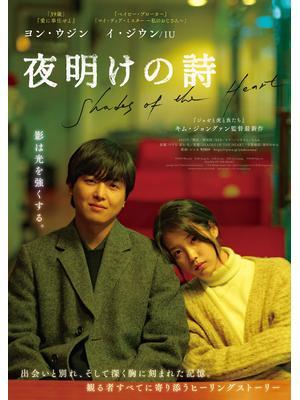 「39歳」
「愛に奉仕せよ」
「ベイビー・ブローカー」
「マイ・ディア・ミスター ～私のおじさん～」
ヨン・ウジン イ・ジウン/IU
夜明けの詩
Shades of the Heart
「ジョゼと虎と魚たち」
キム・ジョングァン監督最新作
影は光を強くする。
出会いと別れ、そして深く胸に刻まれた記憶。
観る者すべてに寄り添うヒーリングストーリー